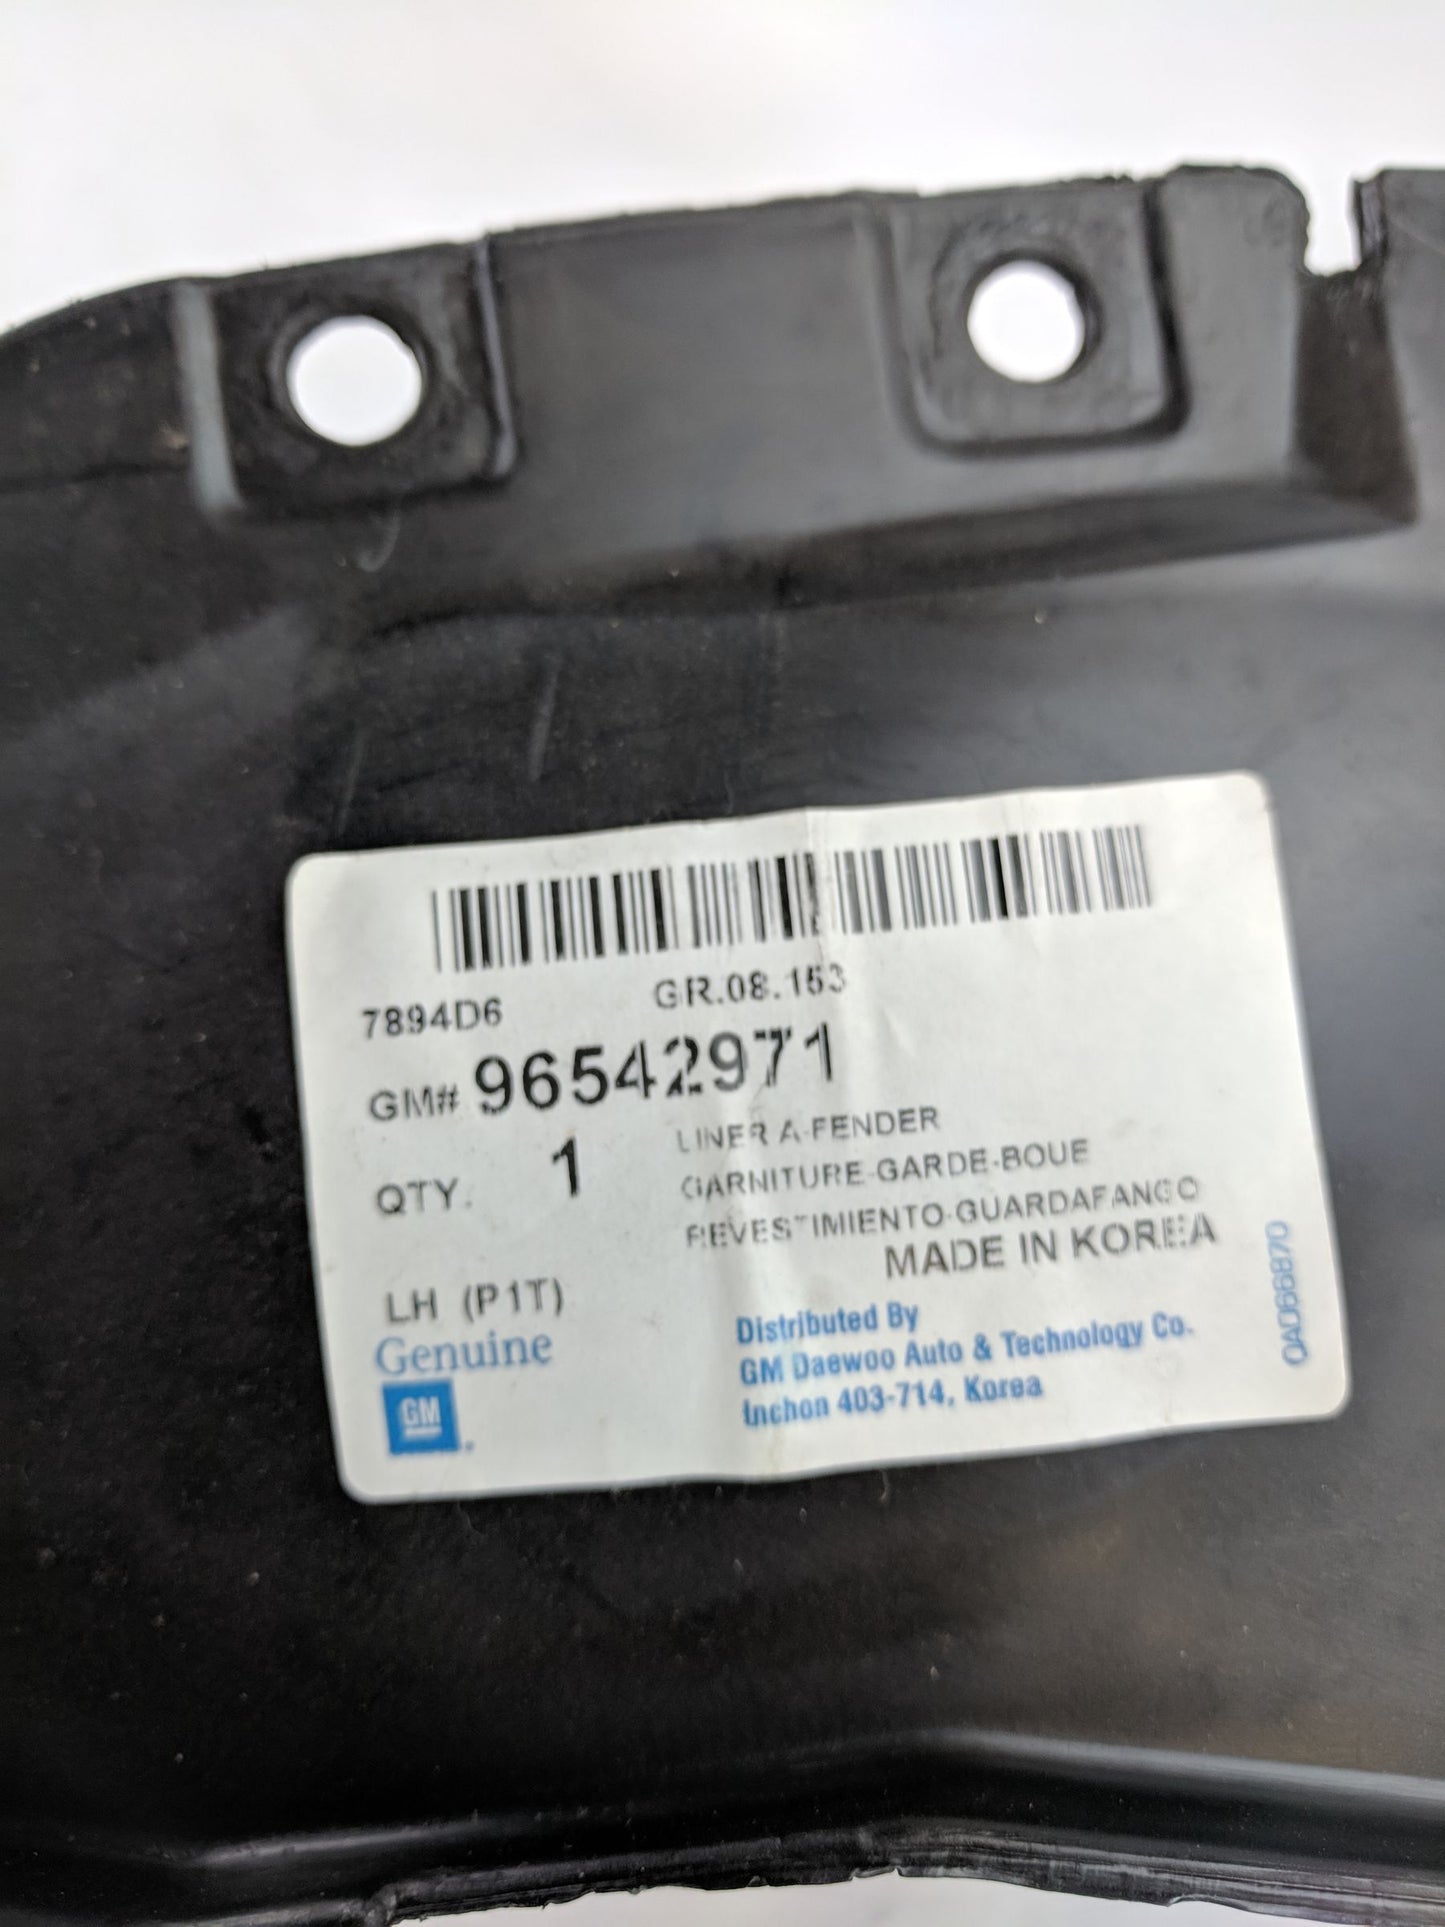 7894D6 GR.08.153
GM# 96542971
QTY. 1
LINER A-FENDER
GARNITURE-GARDE-BOUE
REVESTIMIENTO-GUARDAFANGO
MADE IN KOREA
LH (P1T)
Genuine
GM
Distributed By
GM Daewoo Auto & Technology Co.
Inchon 403-714, Korea
OAD66870